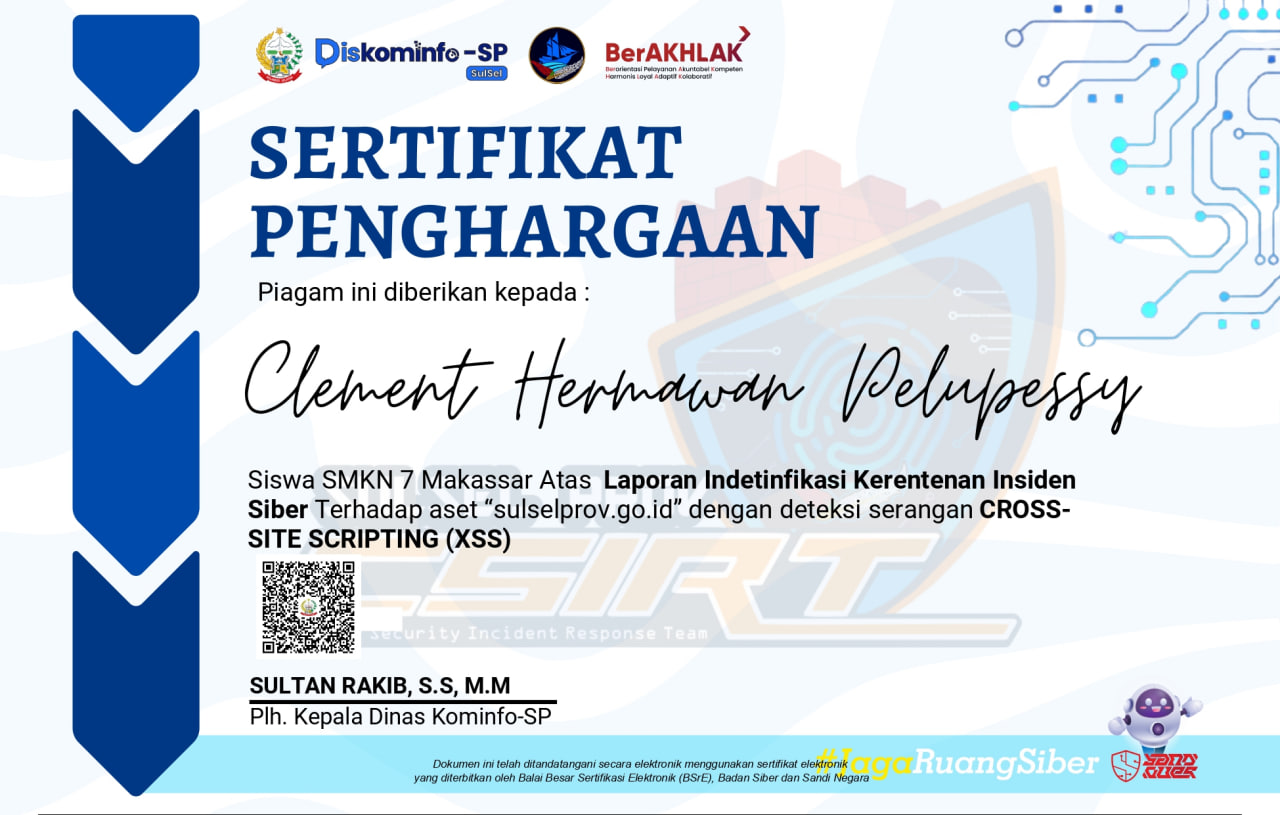 Diskominfo-SP
SulSel
BerAKHLAK
Berorientasi Pelayanan Akuntabel Kompeten
Harmonis Loyal Adaptif Kolaboratif
SERTIFIKAT
PENGHARGAAN
Piagam ini diberikan kepada :
Clement Hermawan Pelupessy
Siswa SMKN 7 Makassar Atas Laporan Indetinfikasi Kerentenan Insiden
Siber Terhadap aset “sulselprov.go.id” dengan deteksi serangan CROSS-
SITE SCRIPTING (XSS)
CSIRT
Security Incident Response Team
SULTAN RAKIB, S.S, M.M
Plh. Kepala Dinas Kominfo-SP
#JagaRuangSiber
Dokumen ini telah ditandatangani secara elektronik menggunakan sertifikat elektronik
yang diterbitkan oleh Balai Besar Sertifikasi Elektronik (BSrE), Badan Siber dan Sandi Negara